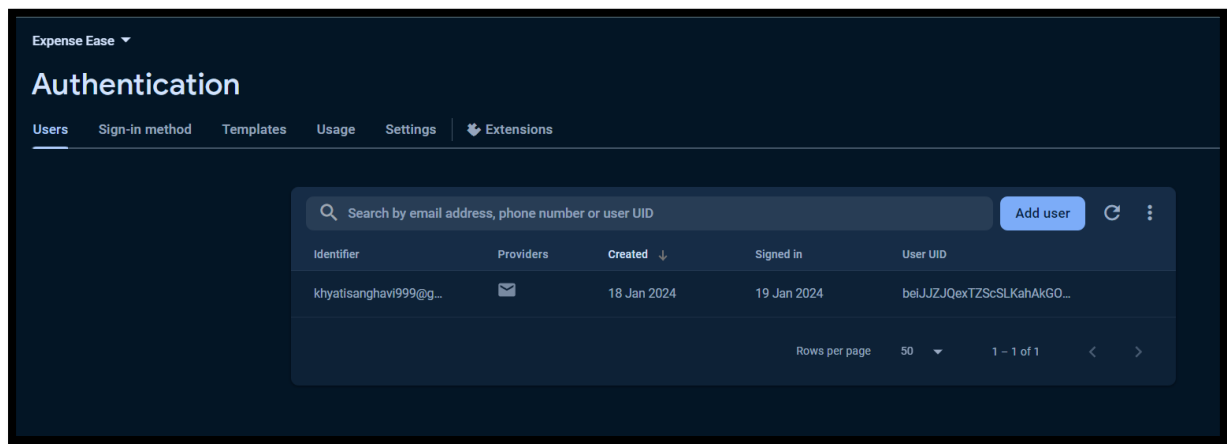 Expense Ease
Authentication
Users Sign-in method Templates Usage Settings Extensions
Search by email address, phone number or user UID Add user
Identifier Providers Created Signed in User UID
khyatisanghavi999@g... 18 Jan 2024 19 Jan 2024 beiJJZJQexTZScSLKahAkGO...
Rows per page 50 1 – 1 of 1